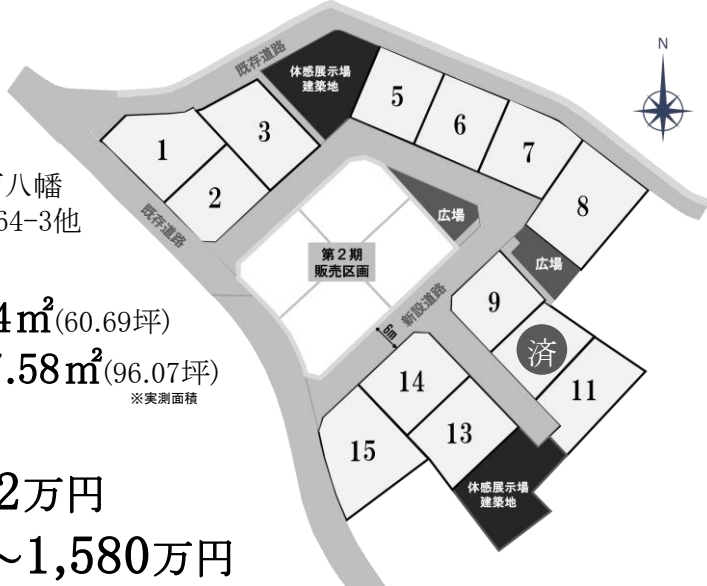 N
既存道路
体感展示場
建築地
1
2
3
5
6
7
8
既存道路
広場
広場
第2期
販売区画
新設道路
6m
9
済
11
14
13
15
体感展示場
建築地
八幡
64-3他
4㎡(60.69坪)
7.58㎡(96.07坪)
※実測面積
2万円
～1,580万円